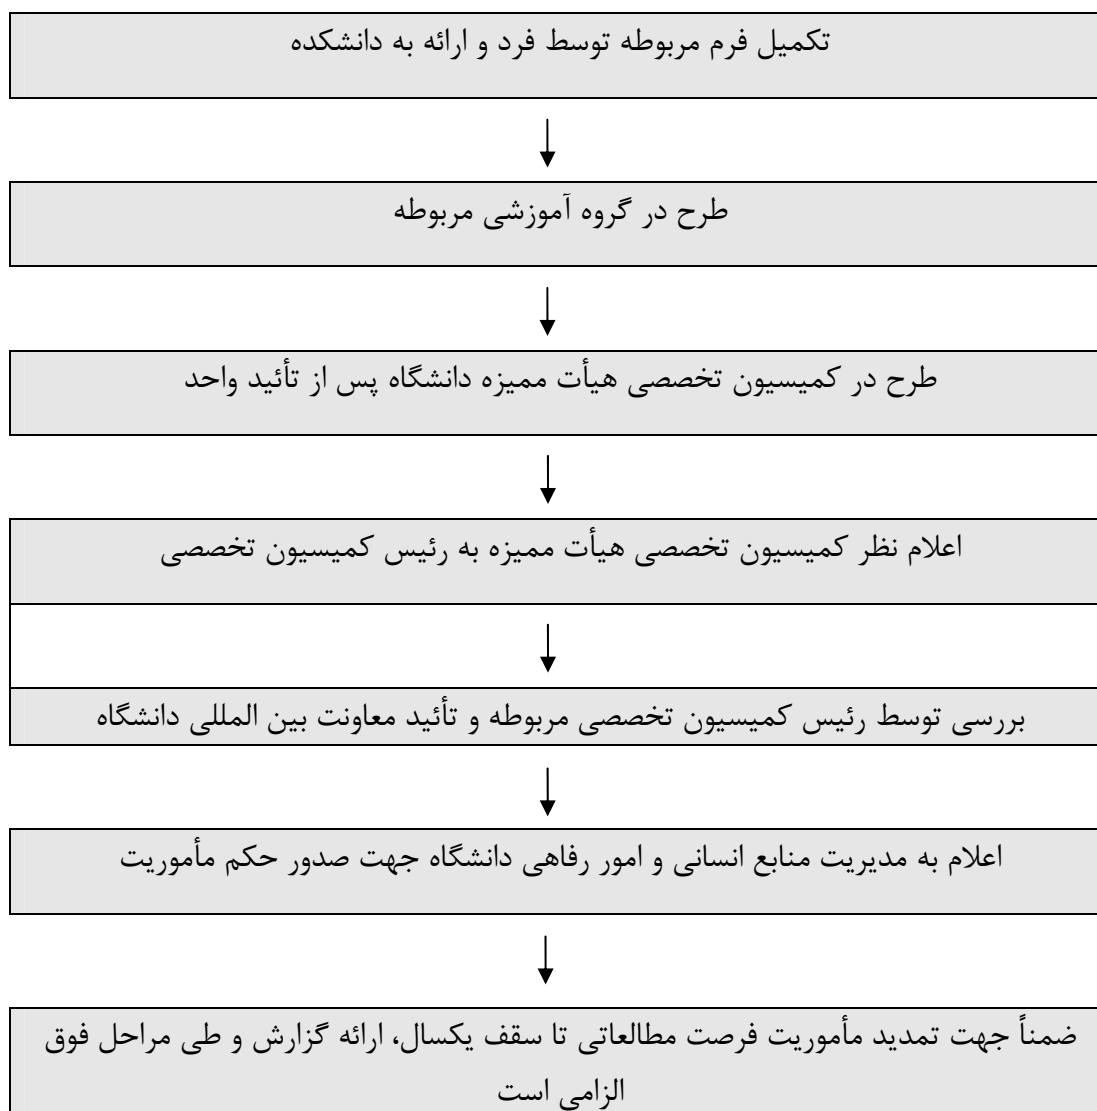 تکمیل فرم مربوطه توسط فرد و ارائه به دانشکده
طرح در گروه آموزشی مربوطه
طرح در کمیسیون تخصصی هیأت ممیزه دانشگاه پس از تأئید واحد
اعلام نظر کمیسیون تخصصی هیأت ممیزه به رئیس کمیسیون تخصصی
بررسی توسط رئیس کمیسیون تخصصی مربوطه و تأئید معاونت بین المللی دانشگاه
اعلام به مدیریت منابع انسانی و امور رفاهی دانشگاه جهت صدور حکم مأموریت
ضمناً جهت تمدید مأموریت فرصت مطالعاتی تا سقف یکسال، ارائه گزارش و طی مراحل فوق
الزامی است